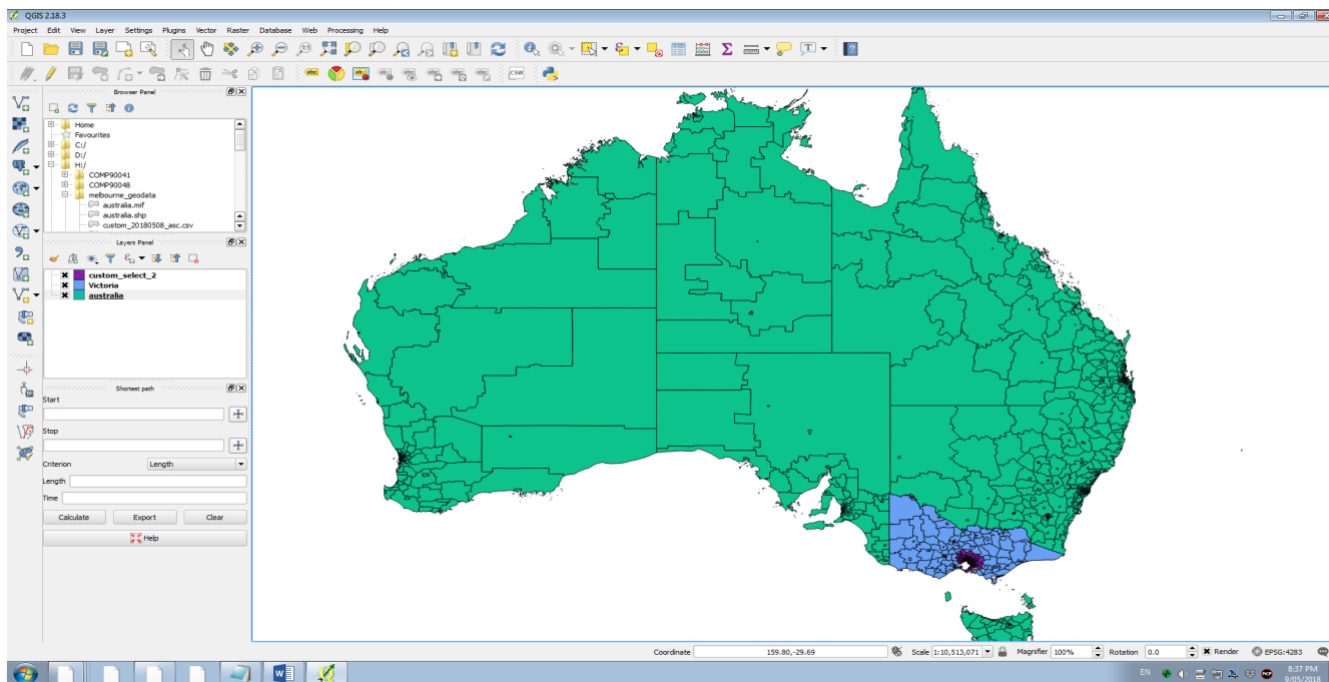 QGIS 2.18.3
Project Edit View Layer Settings Plugins Vector Raster Database Web Processing Help
abc
CSW
Browser Panel
Home
Favourites
C:/
D:/
H:/
COMP90041
COMP90048
melbourne_geodata
australia.mif
australia.shp
custom_20180508_asc.csv
Layers Panel
custom_select_2
Victoria
australia
Shortest path
Start
Stop
Criterion Length
Length
Time
Calculate Export Clear
Help
Coordinate 159.80,-29.69 Scale 1:10,513,071 Magnifier 100% Rotation 0.0 Render EPSG:4283
EN 8:37 PM
9/05/2018